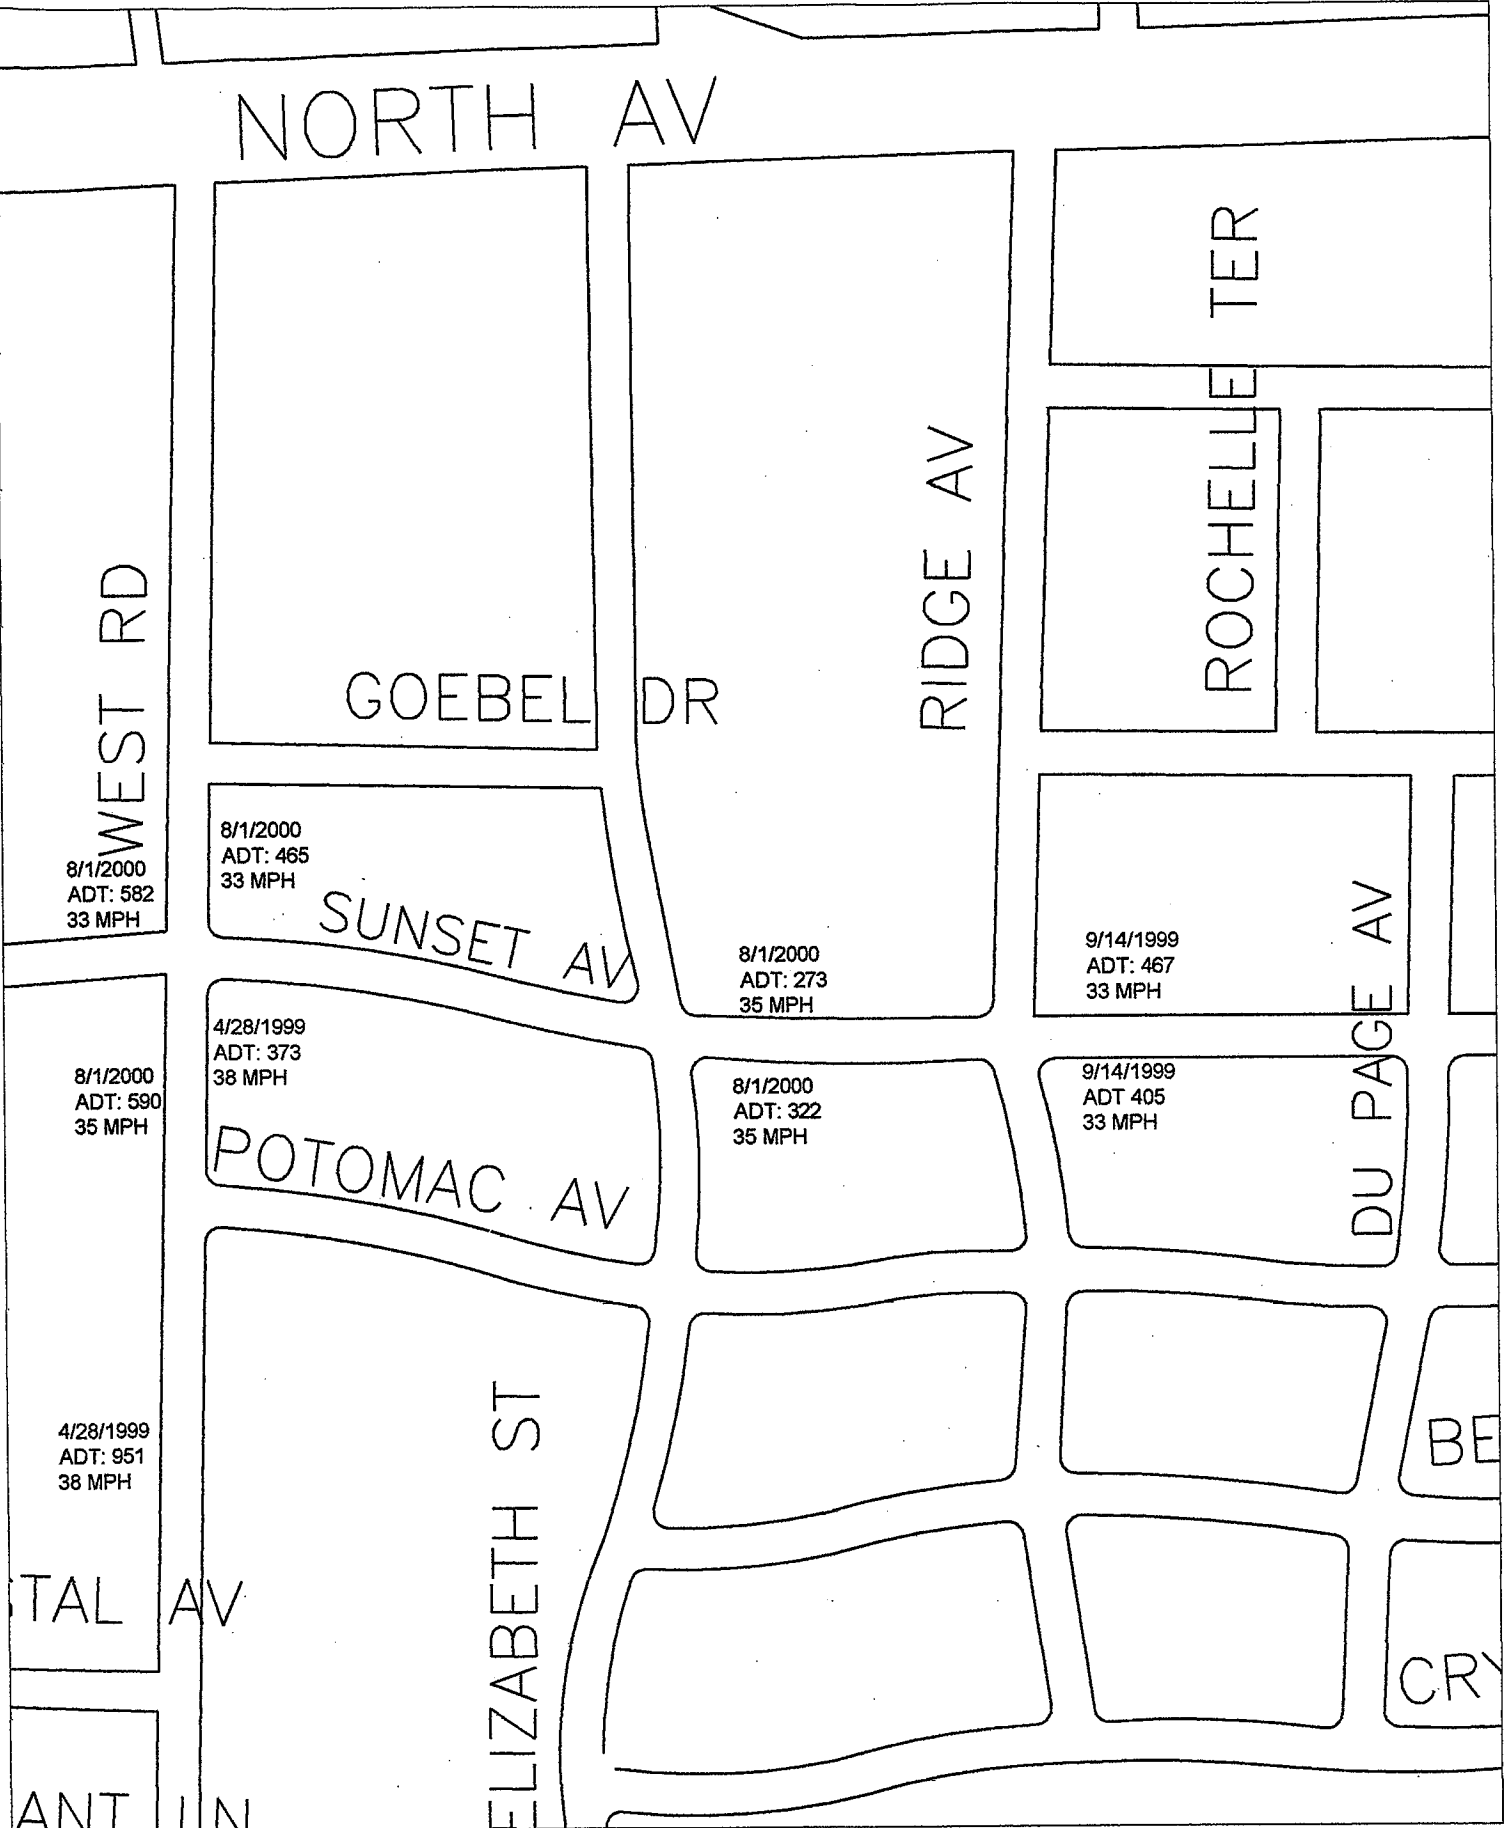 NORTH AV
ROCHELLE TER
RIDGE AV
WEST RD
GOEBEL DR
8/1/2000
ADT: 465
33 MPH
8/1/2000
ADT: 582
33 MPH
SUNSET AV
8/1/2000
ADT: 273
35 MPH
9/14/1999
ADT: 467
33 MPH
DU PAGE AV
4/28/1999
ADT: 373
38 MPH
8/1/2000
ADT: 590
35 MPH
8/1/2000
ADT: 322
35 MPH
9/14/1999
ADT 405
33 MPH
POTOMAC AV
ELIZABETH ST
BE
4/28/1999
ADT: 951
38 MPH
TAL AV
CRY
ANT LN